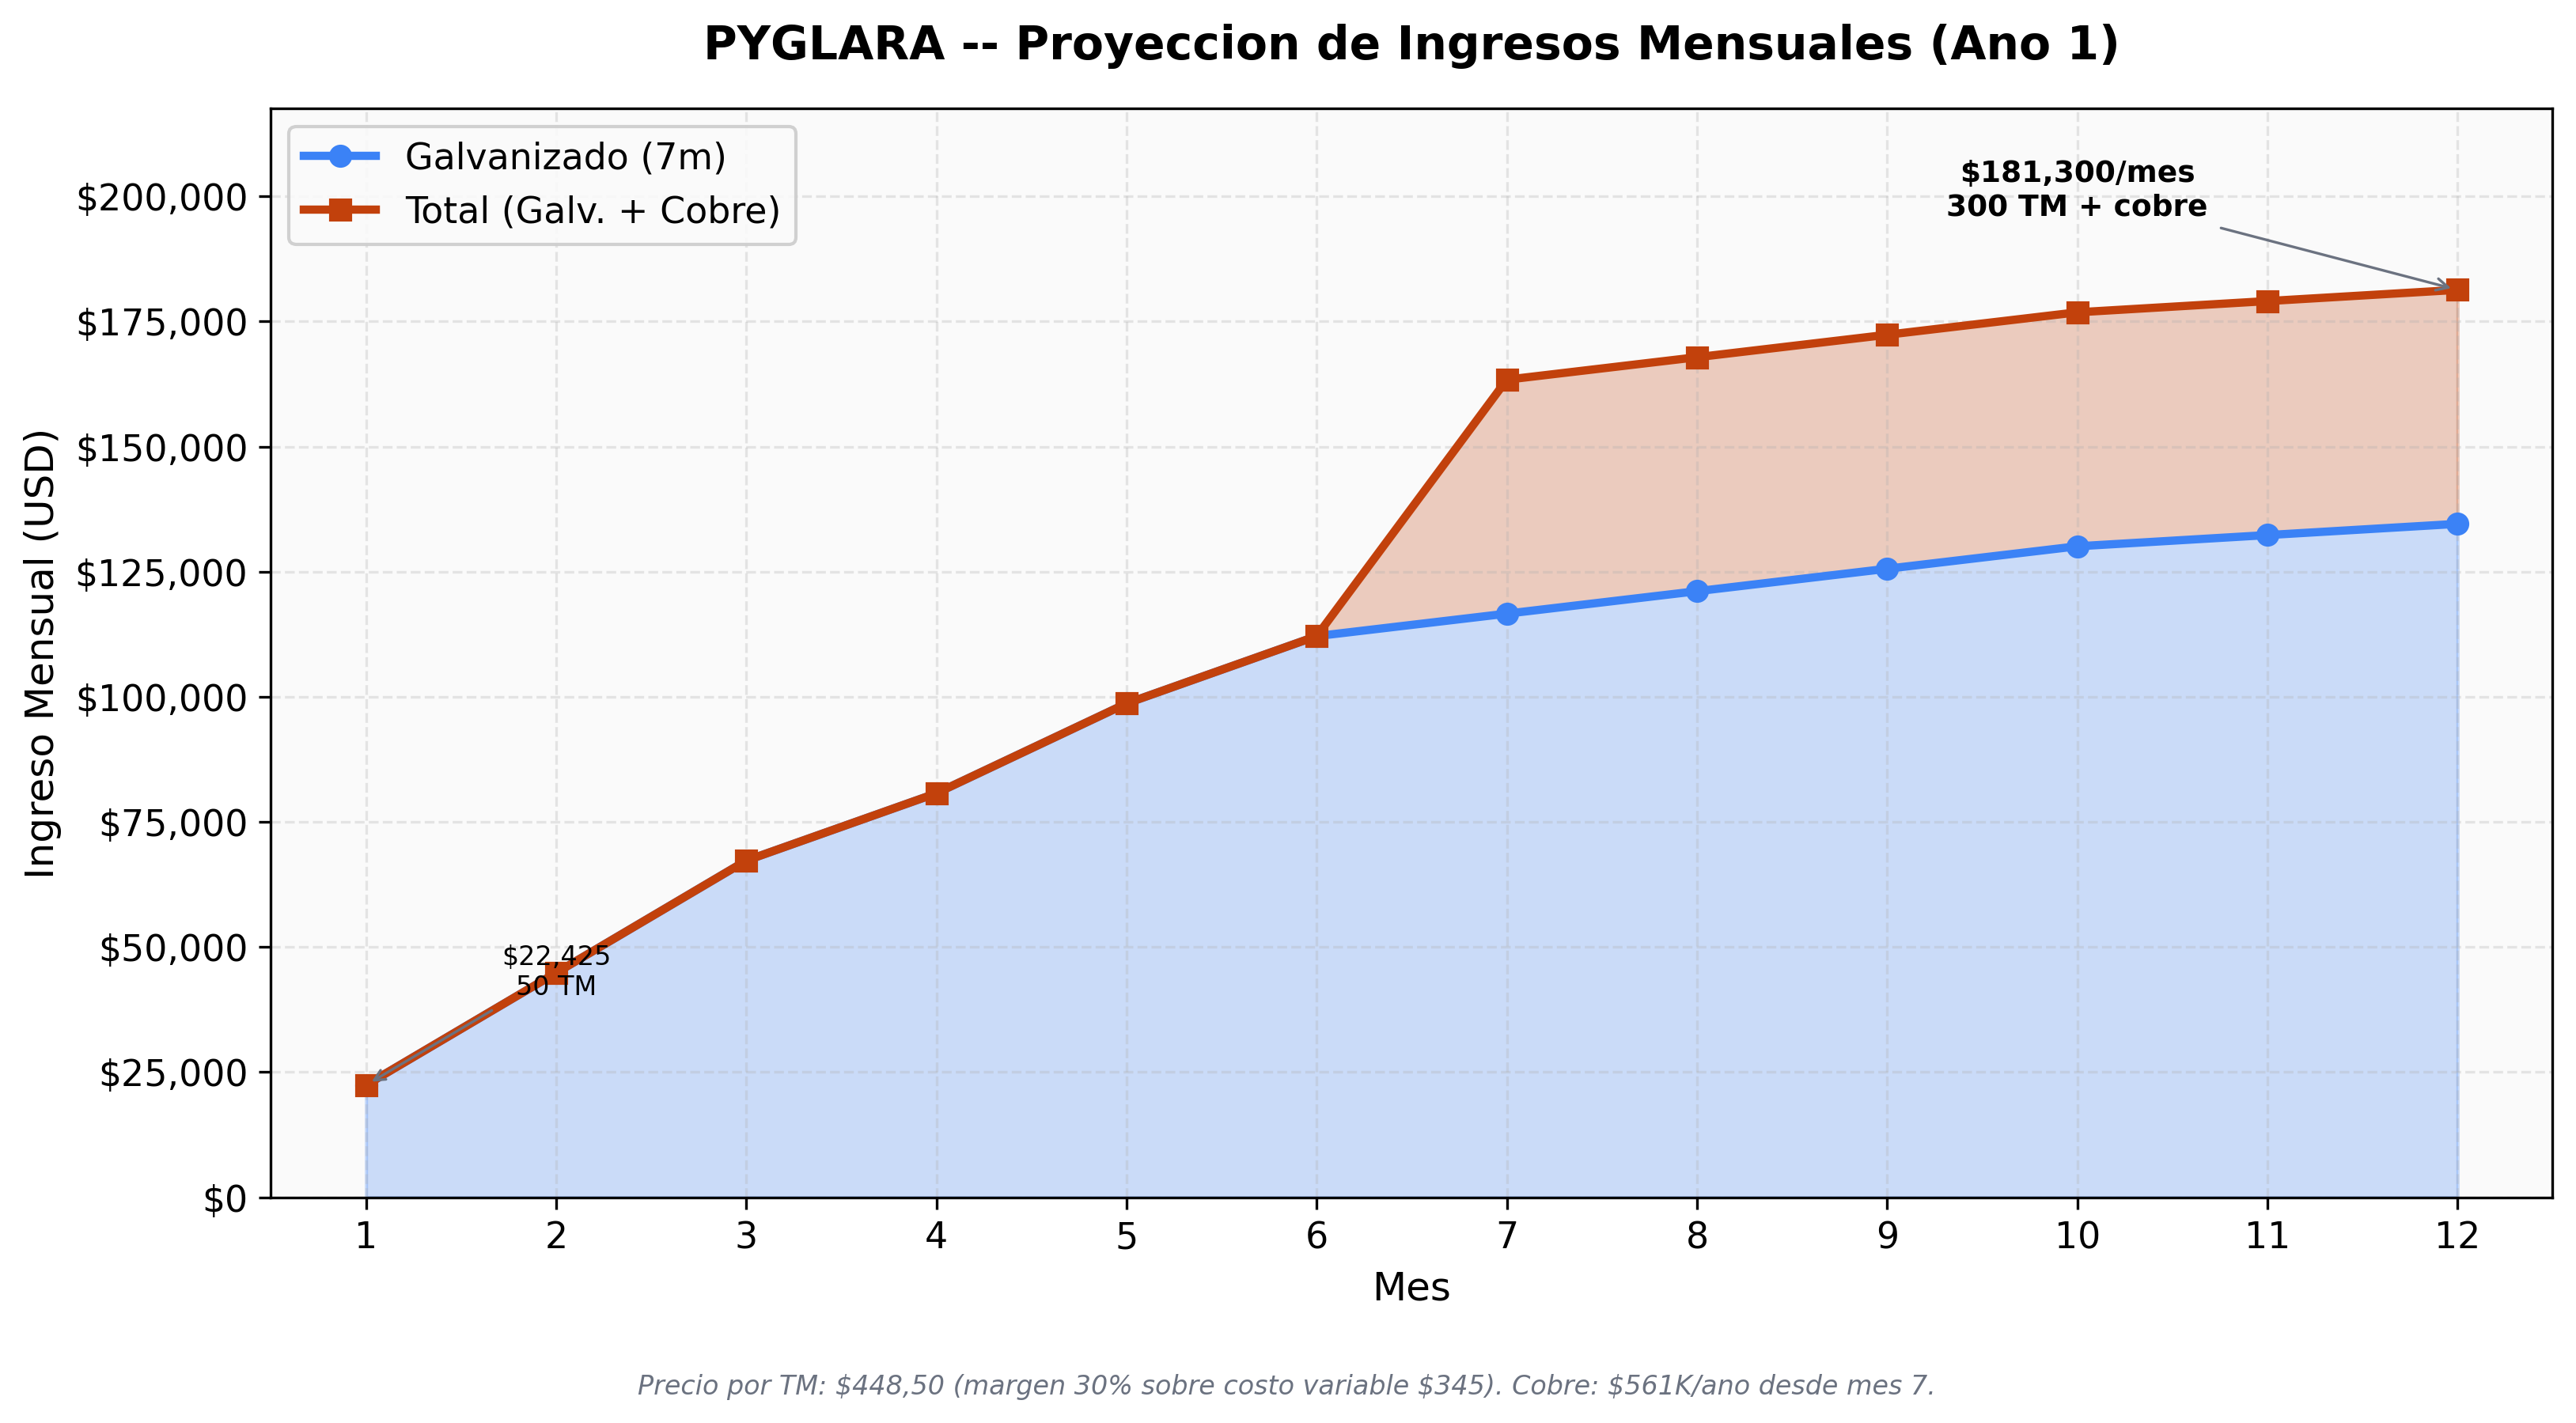 PYGLARA -- Proyeccion de Ingresos Mensuales (Ano 1)
Galvanizado (7m)
Total (Galv. + Cobre)
$181,300/mes
300 TM + cobre
Ingreso Mensual (USD)
$200,000
$175,000
$150,000
$125,000
$100,000
$75,000
$50,000
$25,000
$0
$22,425
50 TM
1 2 3 4 5 6 7 8 9 10 11 12
Mes
Precio por TM: $448,50 (margen 30% sobre costo variable $345). Cobre: $561K/ano desde mes 7.